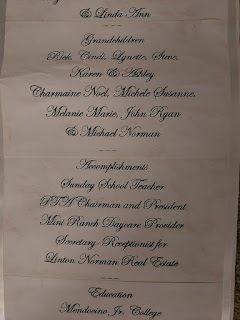 & Linda Ann
Grandchildren
Rick, Cindi, Lynette, Steve,
Karen & Ashley
Charmaine Noel, Michele Susanne,
Melanie Marie, John Ryan
& Michael Norman
Accomplishments
Sunday School Teacher
PTA Chairman and President
Mini Ranch Daycare Provider
Secretary-Receptionist for
Linton Norman Real Estate
Education
Mendocino, Jr. College